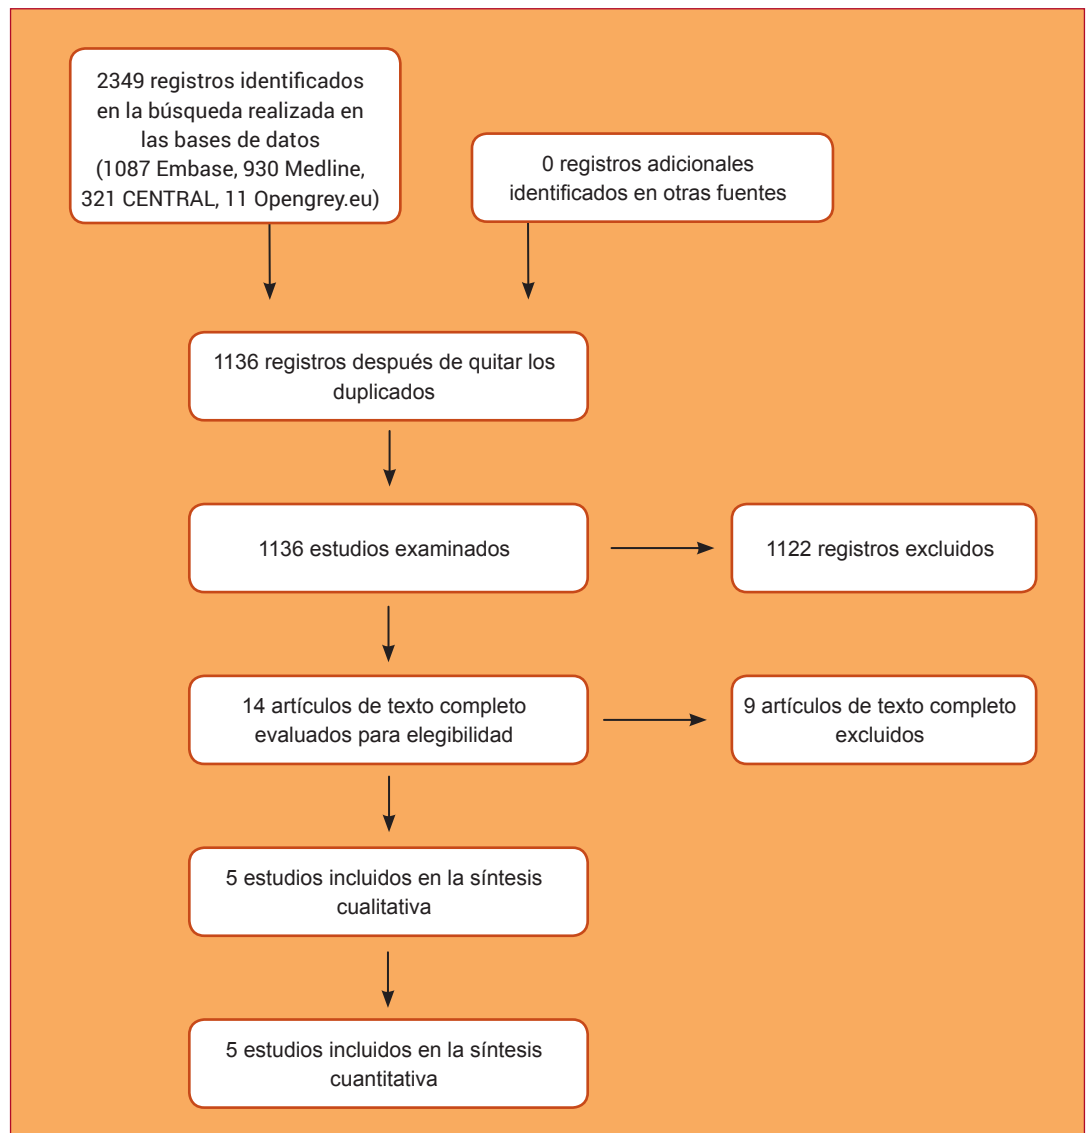 2349 registros identificados
en la búsqueda realizada en
las bases de datos
(1087 Embase, 930 Medline,
321 CENTRAL, 11 Opengrey.eu)
0 registros adicionales
identificados en otras fuentes
1136 registros después de quitar los
duplicados
1136 estudios examinados
1122 registros excluidos
14 artículos de texto completo
evaluados para elegibilidad
9 artículos de texto completo
excluidos
5 estudios incluidos en la síntesis
cualitativa
5 estudios incluidos en la síntesis
cuantitativa